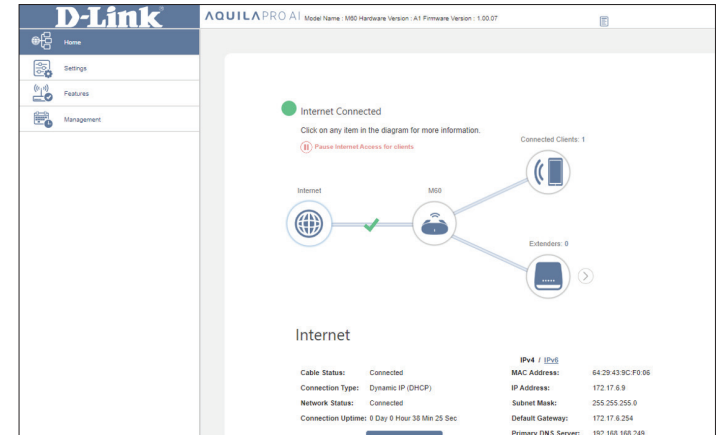 D-Link
AQUILA PRO AI Model Name : M60 Hardware Version : A1 Firmware Version : 1.00.07
Home
Settings
Features
Management
Internet Connected
Click on any item in the diagram for more information.
Pause Internet Access for clients.
Connected Clients: 1
Internet
M60
Extenders: 0
Internet
IPv4 / IPv6
Cable Status: Connected
MAC Address: 64:29:43:9C:F0:06
Connection Type: Dynamic IP (DHCP)
IP Address: 172.17.6.9
Network Status: Connected
Subnet Mask: 255.255.255.0
Connection Uptime: 0 Day 0 Hour 38 Min 25 Sec
Default Gateway: 172.17.6.254
Primary DNS Server: 192.168.168.249